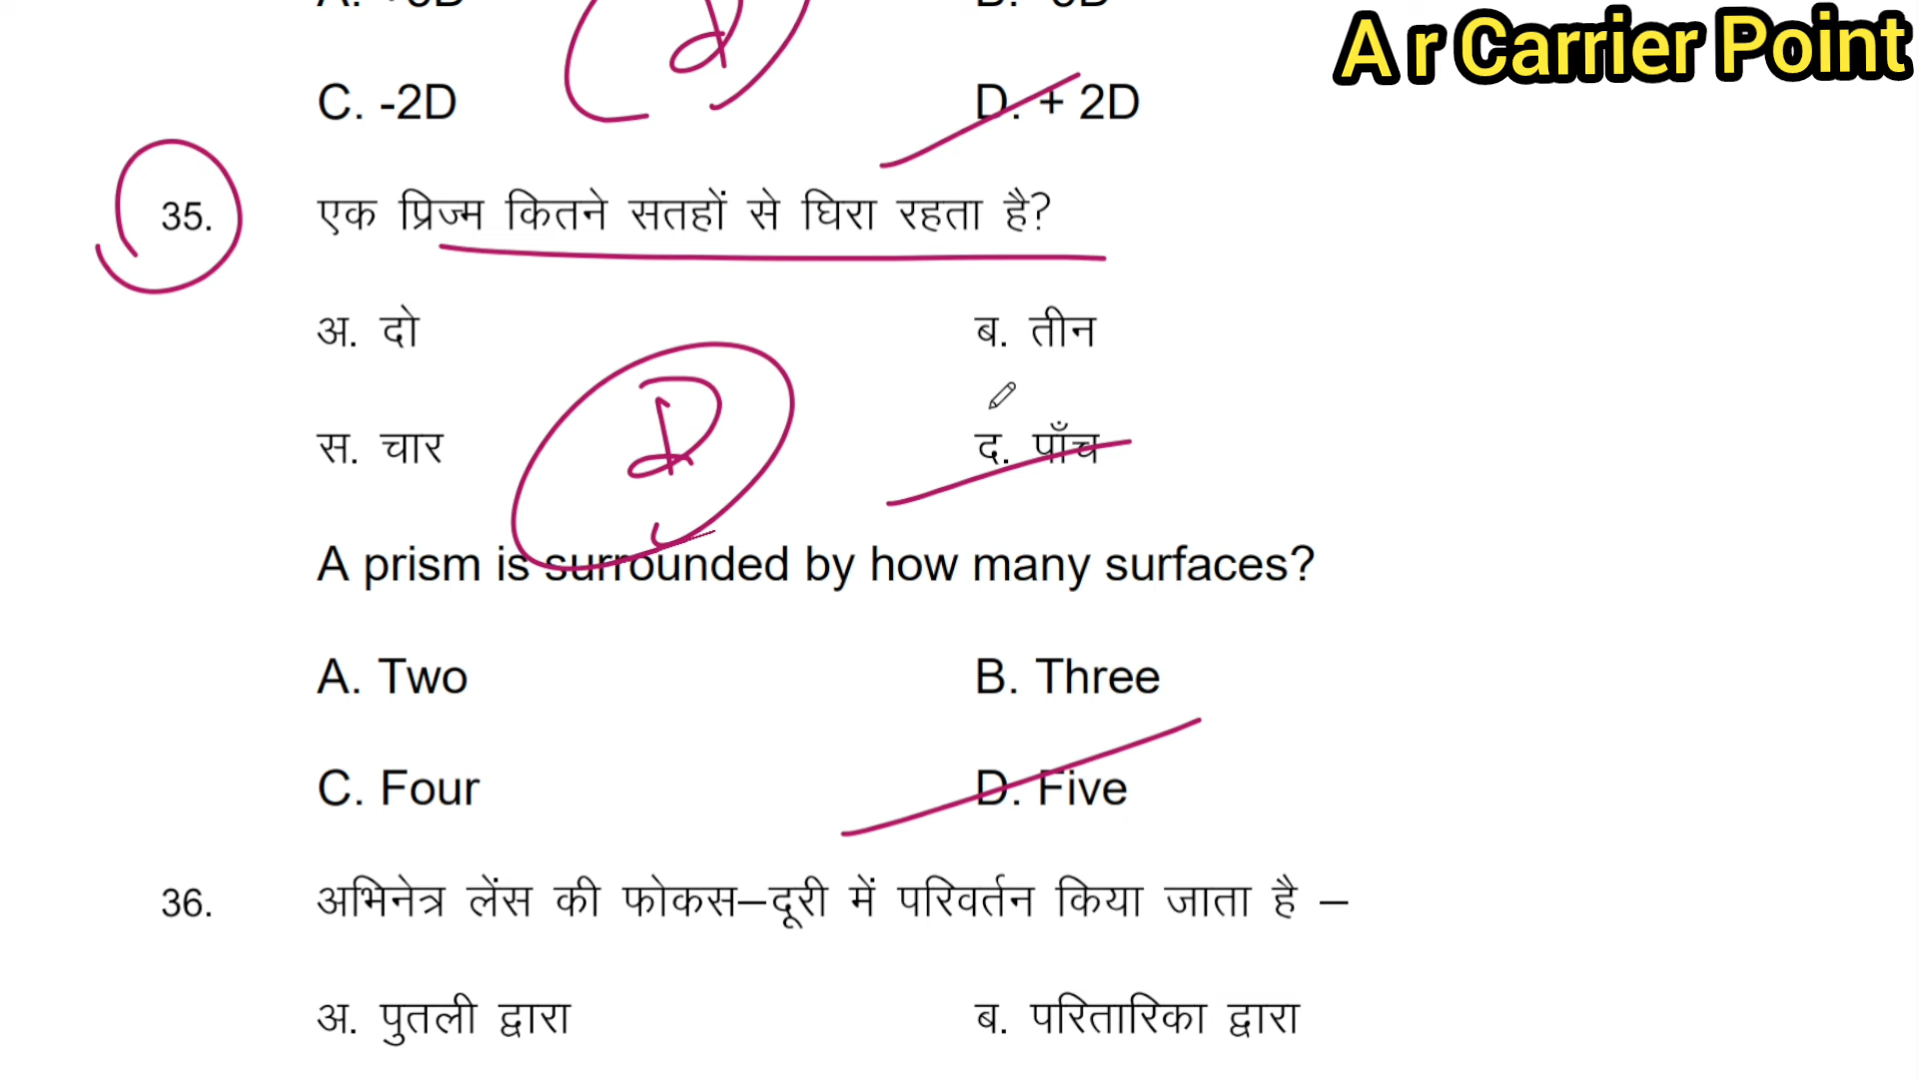 A r Carrier Point
C. -2D D. + 2D
35. एक प्रिज्म कितने सतहों से घिरा रहता है?
अ. दो ब. तीन
स. चार द. पाँच
D
A prism is surrounded by how many surfaces?
A. Two B. Three
C. Four D. Five
36. अभिनेत्र लेंस की फोकस–दूरी में परिवर्तन किया जाता है –
अ. पुतली द्वारा ब. परितारिका द्वारा